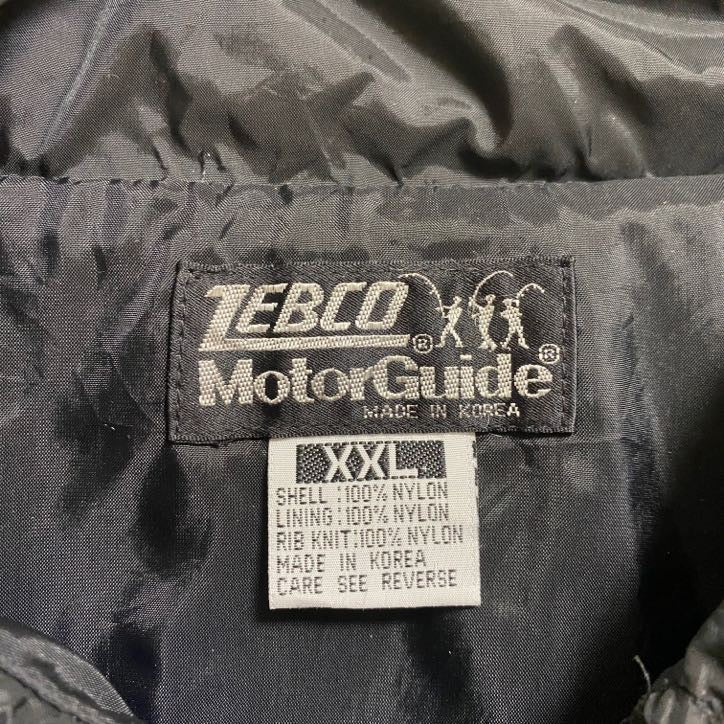 ZEBCO®
MotorGuide®
MADE IN KOREA
XXL
SHELL:100% NYLON
LINING:100% NYLON
RIB KNIT:100% NYLON
MADE IN KOREA
CARE SEE REVERSE